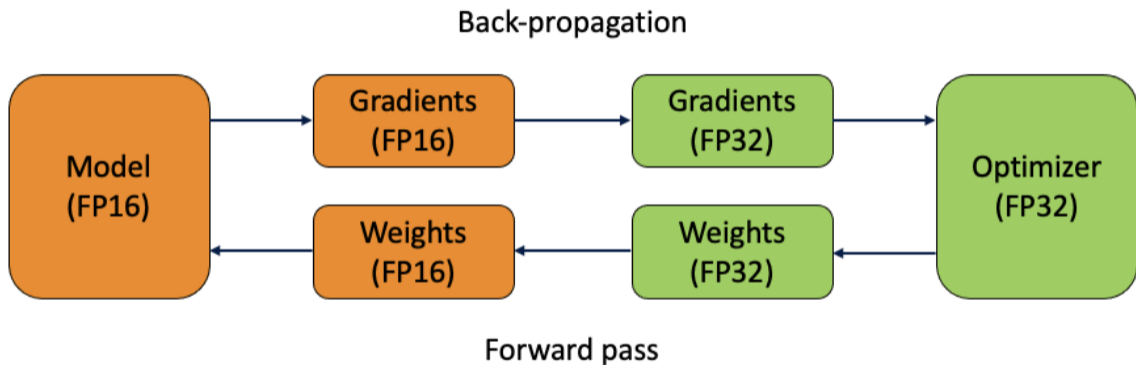 Back-propagation
Model
(FP16)
Gradients
(FP16)
Gradients
(FP32)
Optimizer
(FP32)
Weights
(FP16)
Weights
(FP32)
Forward pass